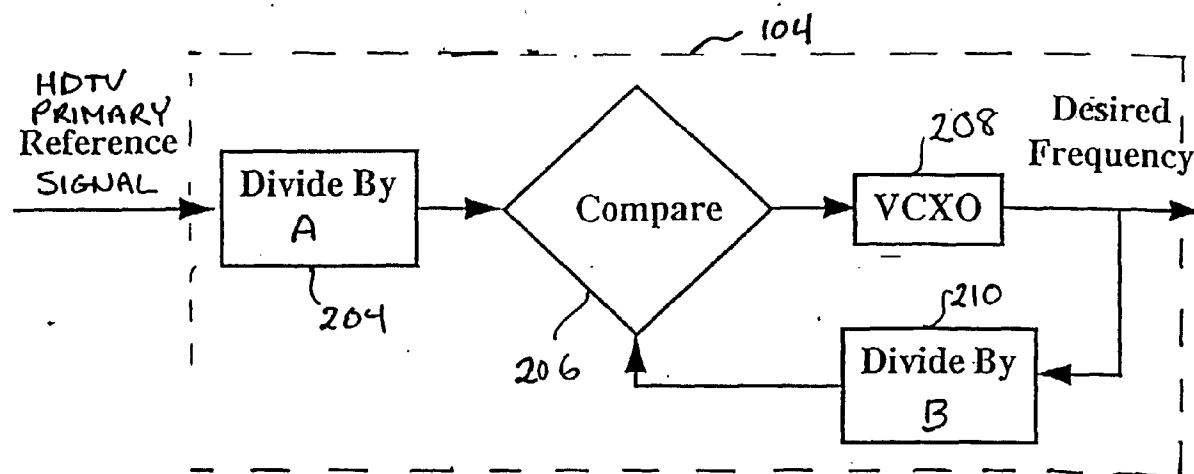 104
HDTV
PRIMARY
Reference
SIGNAL
Divide By
A
204
Compare
206
208
VCXO
Desired
Frequency
210
Divide By
B